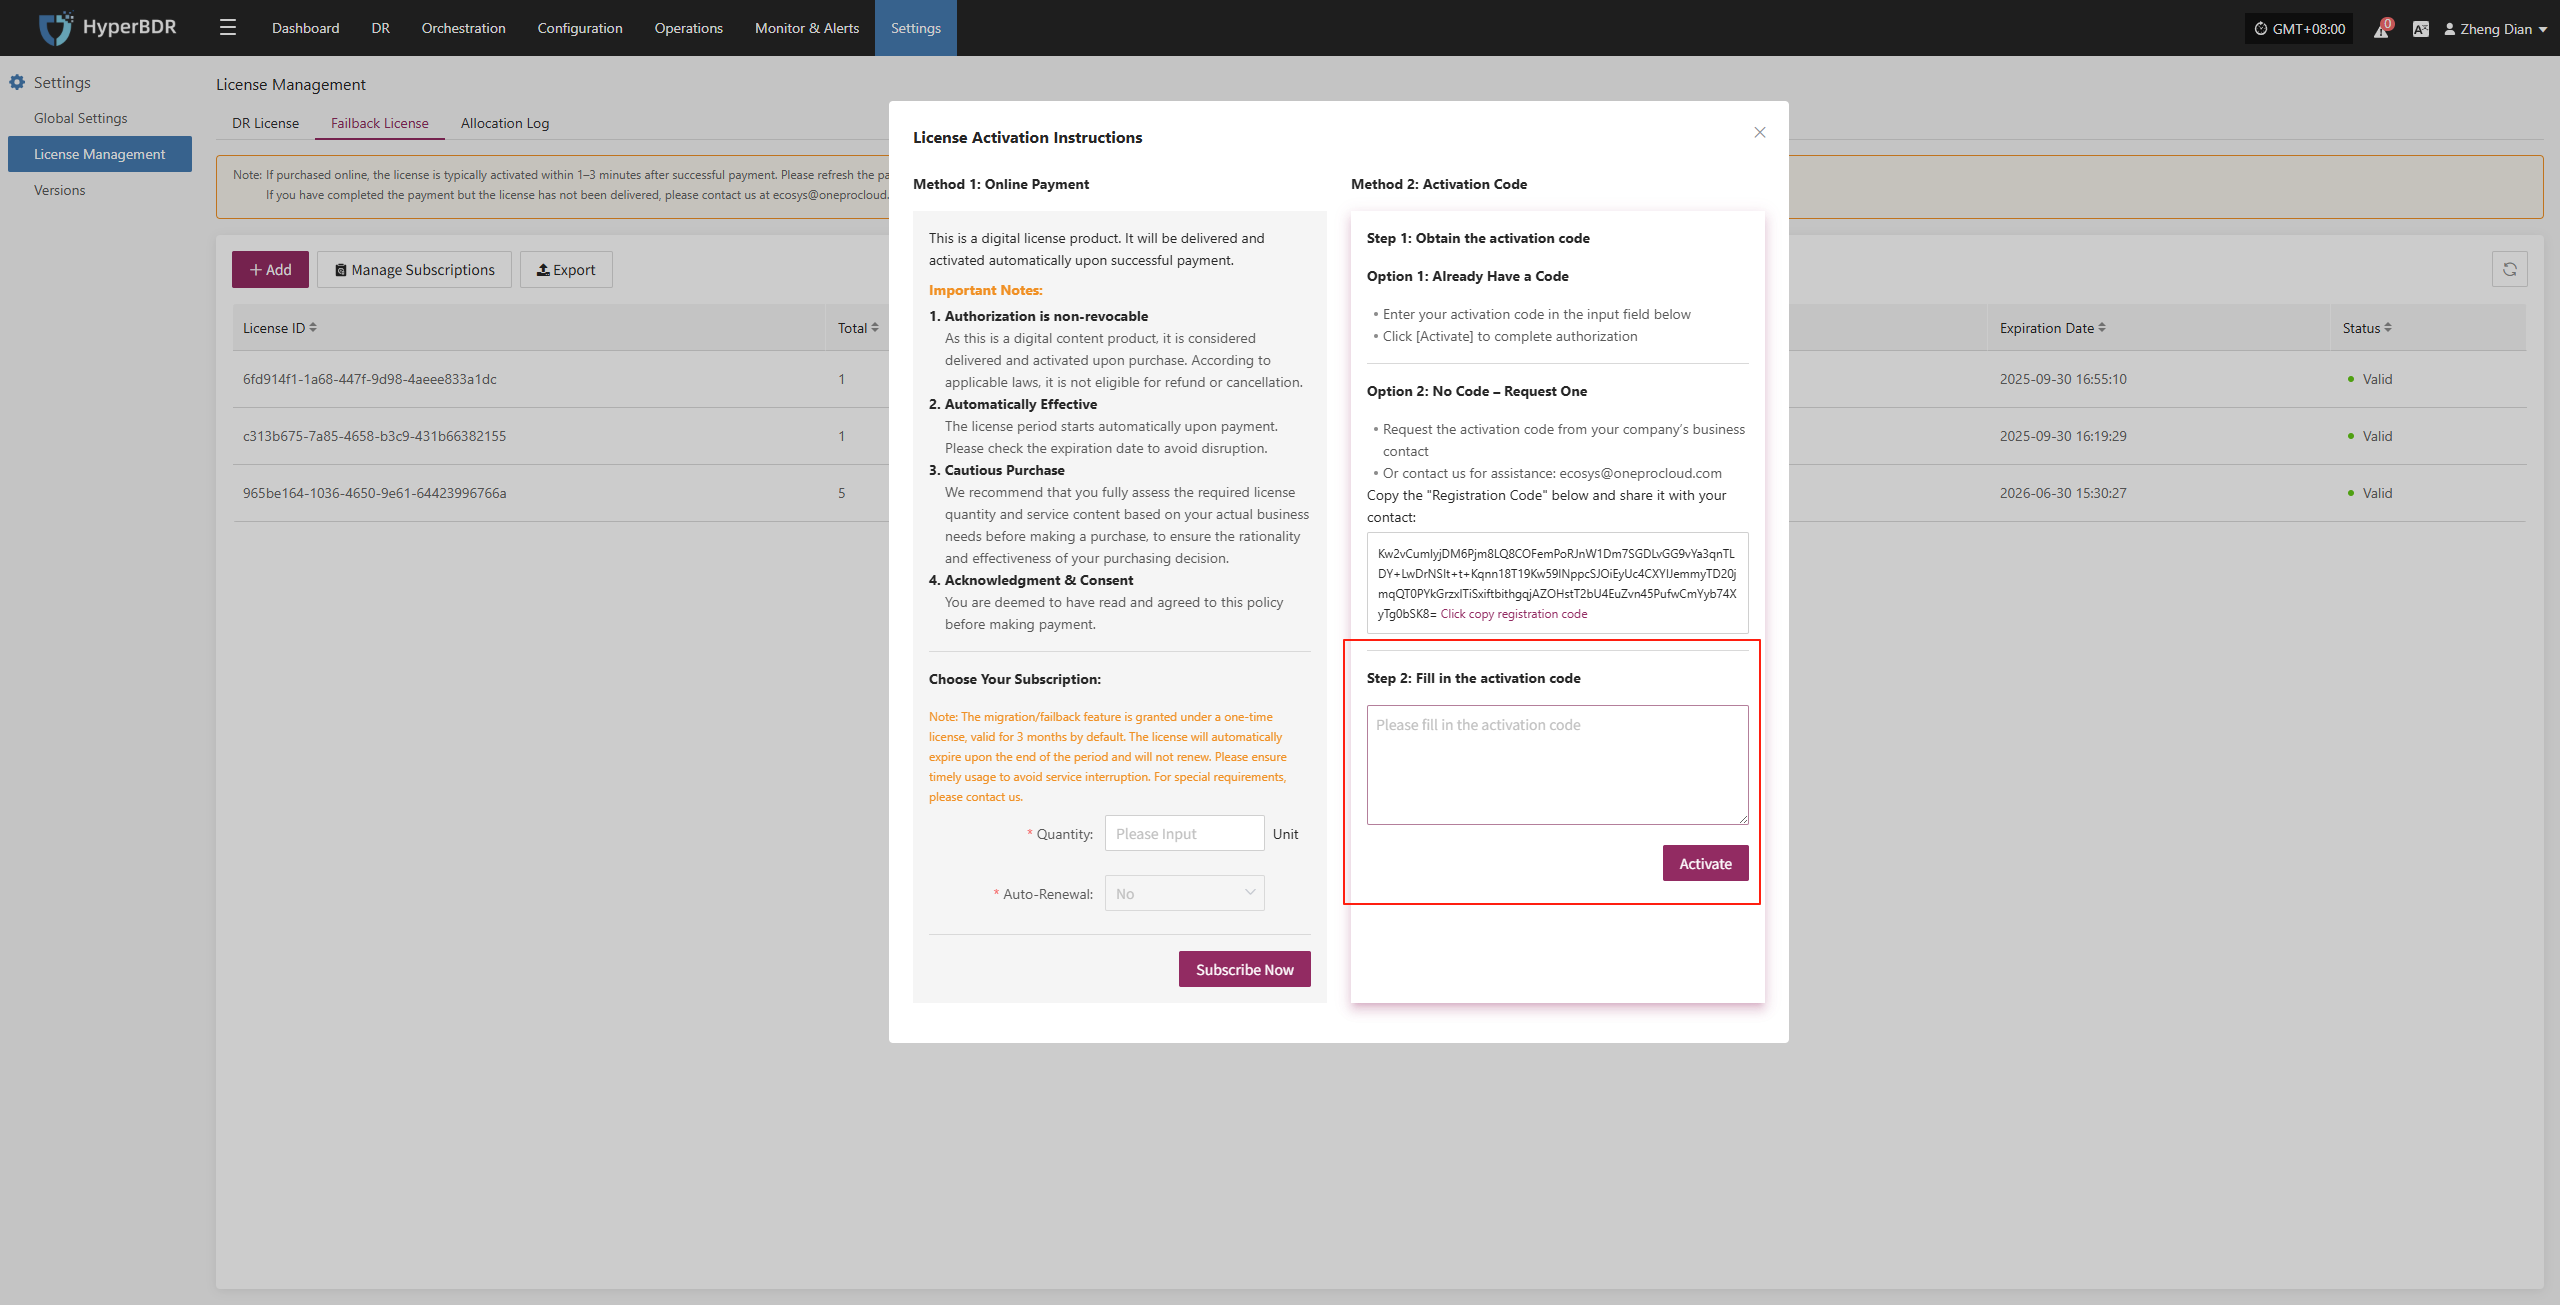 HyperBDR
Dashboard
DR
Orchestration
Configuration
Operations
Monitor & Alerts
Settings
GMT+08:00
0
Zheng Dian
Settings
Global Settings
License Management
Versions
License Management
DR License
Failback License
Allocation Log
Note: If purchased online, the license is typically activated within 1–3 minutes after successful payment. Please refresh the pa
If you have completed the payment but the license has not been delivered, please contact us at ecosys@oneprocloud.
Add
Manage Subscriptions
Export
License ID
Total
Expiration Date
Status
6fd914f1-1a68-447f-9d98-4aeee833a1dc
1
2025-09-30 16:55:10
Valid
c313b675-7a85-4658-b3c9-431b66382155
1
2025-09-30 16:19:29
Valid
965be164-1036-4650-9e61-64423996766a
5
2026-06-30 15:30:27
Valid
License Activation Instructions
Method 1: Online Payment
This is a digital license product. It will be delivered and
activated automatically upon successful payment.
Important Notes:
1. Authorization is non-revocable
As this is a digital content product, it is considered
delivered and activated upon purchase. According to
applicable laws, it is not eligible for refund or cancellation.
2. Automatically Effective
The license period starts automatically upon payment.
Please check the expiration date to avoid disruption.
3. Cautious Purchase
We recommend that you fully assess the required license
quantity and service content based on your actual business
needs before making a purchase, to ensure the rationality
and effectiveness of your purchasing decision.
4. Acknowledgment & Consent
You are deemed to have read and agreed to this policy
before making payment.
Choose Your Subscription:
Note: The migration/failback feature is granted under a one-time
license, valid for 3 months by default. The license will automatically
expire upon the end of the period and will not renew. Please ensure
timely usage to avoid service interruption. For special requirements,
please contact us.
* Quantity: Please Input Unit
* Auto-Renewal: No
Subscribe Now
Method 2: Activation Code
Step 1: Obtain the activation code
Option 1: Already Have a Code
• Enter your activation code in the input field below
• Click [Activate] to complete authorization
Option 2: No Code – Request One
• Request the activation code from your company's business
contact
• Or contact us for assistance: ecosys@oneprocloud.com
Copy the "Registration Code" below and share it with your
contact:
Kw2vCumlyjDM6Pjm8LQ8COFemPoRJnW1Dm7SGDLvGG9vYa3qnTL
DY+LwDrNSlt+t+Kqnn18T19Kw59INppcSJOiEyUc4CXYIJemmyTD20j
mqQT0PYkGrzxITiSxiftbithgqjAZOHstT2bU4EuZvn45PufwCmYyb74X
yTg0bSK8= Click copy registration code
Step 2: Fill in the activation code
Please fill in the activation code
Activate